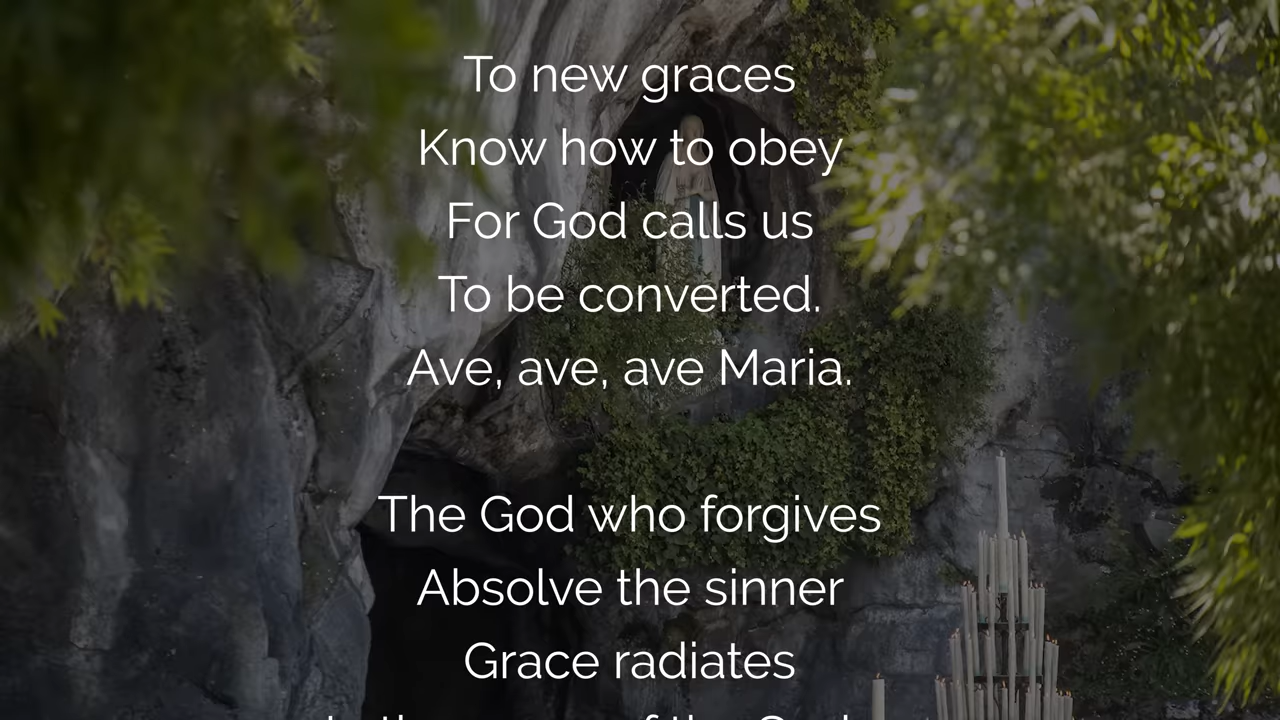 To new graces
Know how to obey
For God calls us
To be converted.
Ave, ave, ave Maria.
The God who forgives
Absolve the sinner
Grace radiates